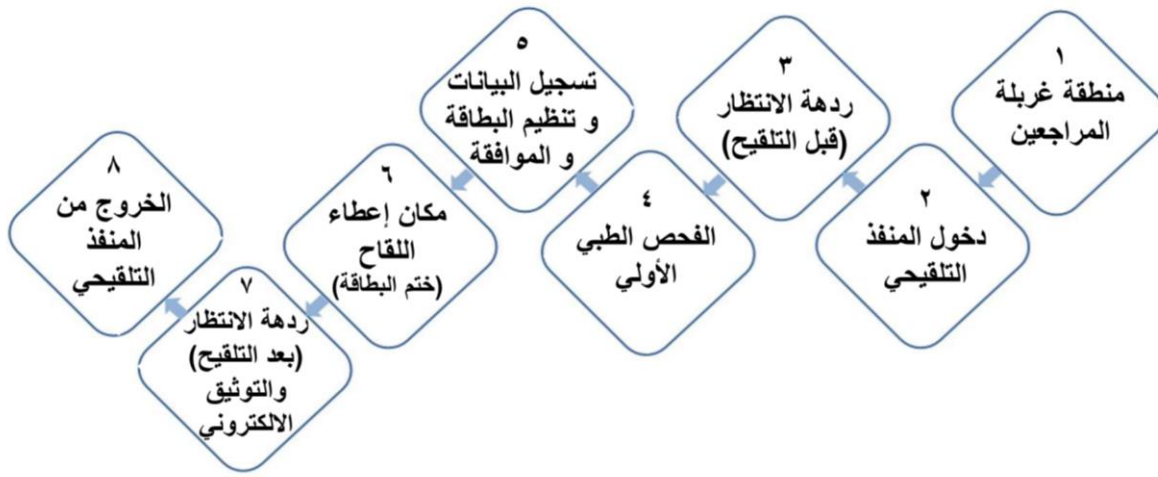 ١
منطقة غربلة
المراجعين
٢
دخول المنفذ
التلقيحي
٣
ردهة الانتظار
(قبل التلقيح)
٤
الفحص الطبي
الأولي
٥
تسجيل البيانات
و تنظيم البطاقة
و الموافقة
٦
مكان إعطاء
اللقاح
(ختم البطاقة)
٧
ردهة الانتظار
(بعد التلقيح)
والتوثيق
الالكتروني
٨
الخروج من
المنفذ
التلقيحي